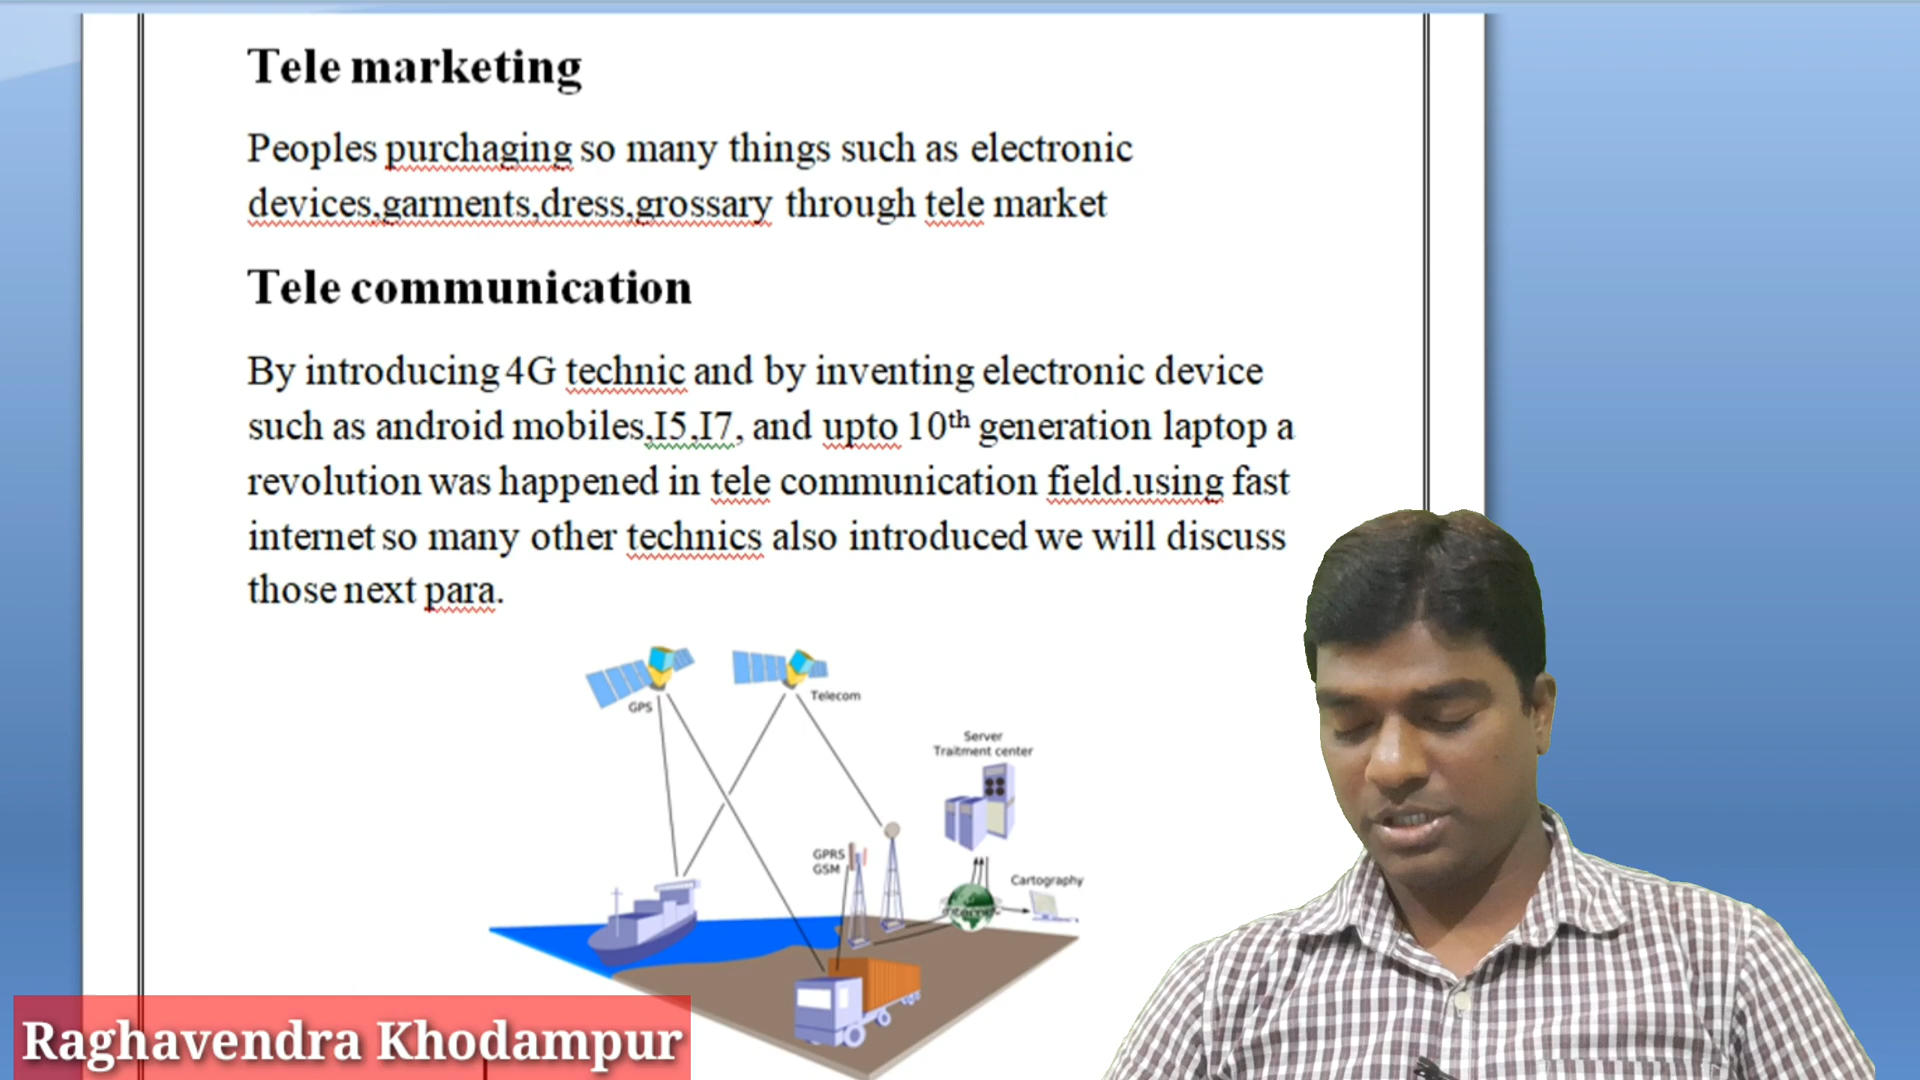 Tele marketing
Peoples purchaging so many things such as electronic
devices,garments,dress,grossary through tele market
Tele communication
By introducing 4G technic and by inventing electronic device
such as android mobiles,I5,I7, and upto 10th generation laptop a
revolution was happened in tele communication field.using fast
internet so many other technics also introduced we will discuss
those next para.
GPS
Telecom
Server
Traitment center
GPRS
GSM
Cartography
Internet
Raghavendra Khodampur